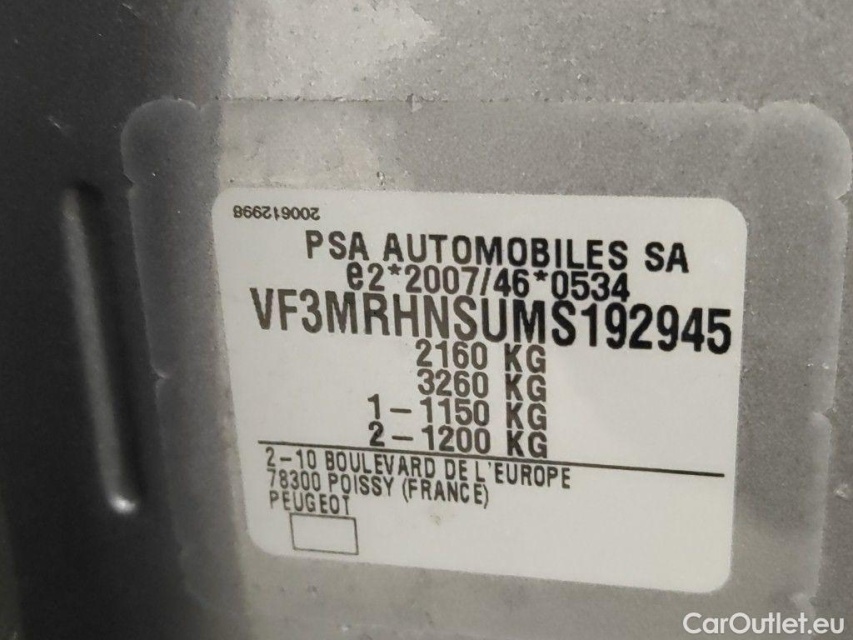 200612998
PSA AUTOMOBILES SA
e2*2007/46*0534
VF3MRHNSUMS192945
2160 KG
3260 KG
1-1150 KG
2-1200 KG
2-10 BOULEVARD DE L'EUROPE
78300 POISSY (FRANCE)
PEUGEOT
CarOutlet.eu